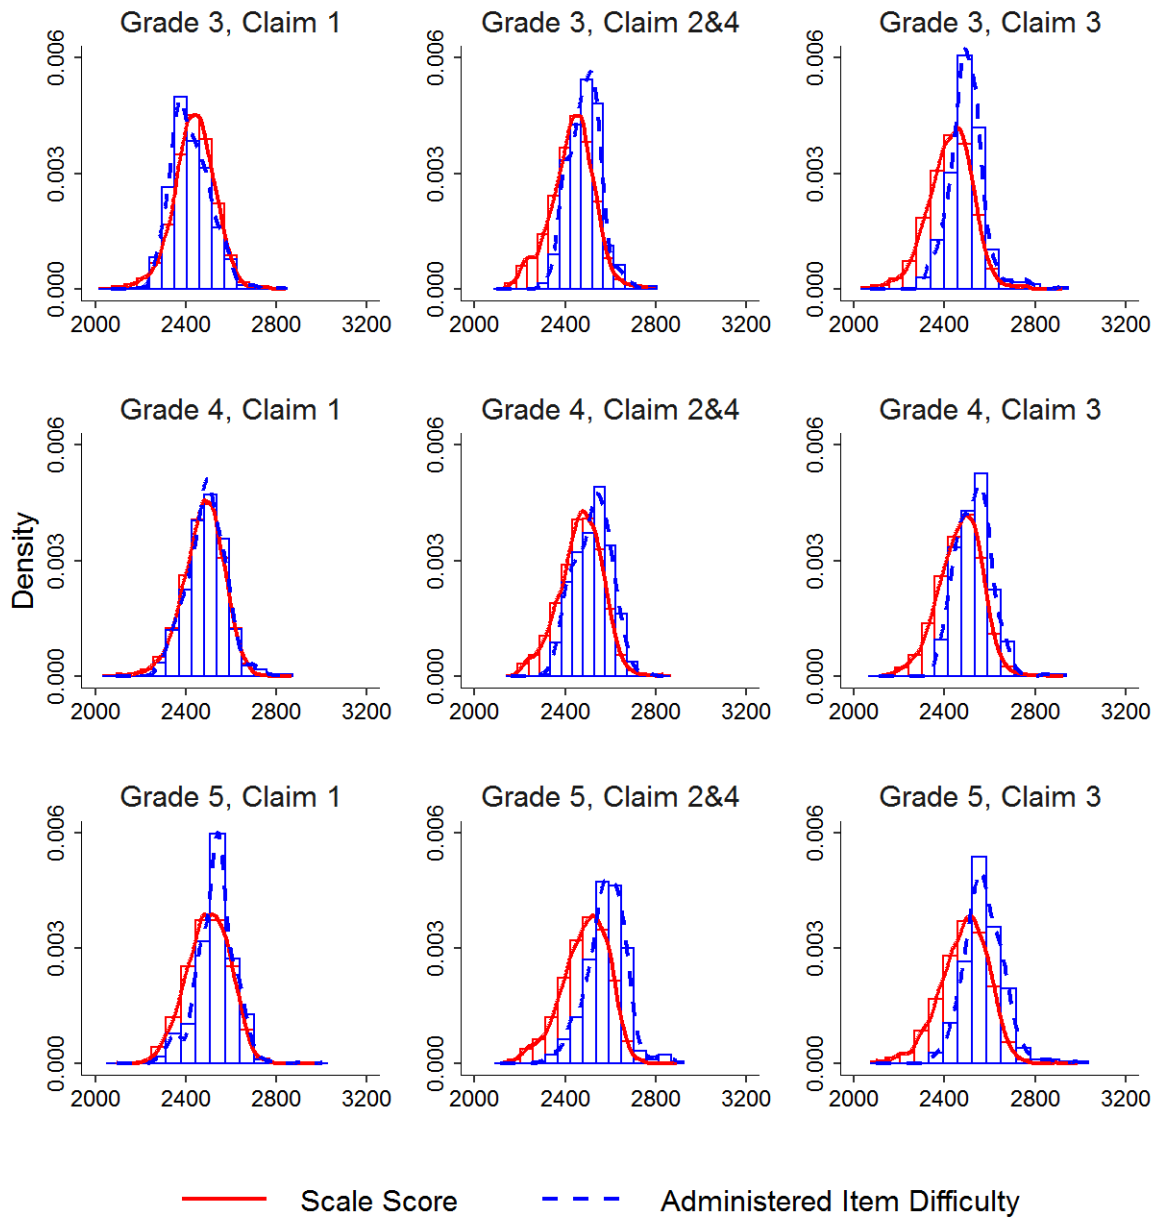 Grade 3, Claim 1
Grade 3, Claim 2&4
Grade 3, Claim 3
0.006
0.003
0.000
2000 2400 2800 3200
0.006
0.003
0.000
2000 2400 2800 3200
0.006
0.003
0.000
2000 2400 2800 3200
Grade 4, Claim 1
Grade 4, Claim 2&4
Grade 4, Claim 3
Density
0.006
0.003
0.000
2000 2400 2800 3200
0.006
0.003
0.000
2000 2400 2800 3200
0.006
0.003
0.000
2000 2400 2800 3200
Grade 5, Claim 1
Grade 5, Claim 2&4
Grade 5, Claim 3
0.006
0.003
0.000
2000 2400 2800 3200
0.006
0.003
0.000
2000 2400 2800 3200
0.006
0.003
0.000
2000 2400 2800 3200
Scale Score
Administered Item Difficulty